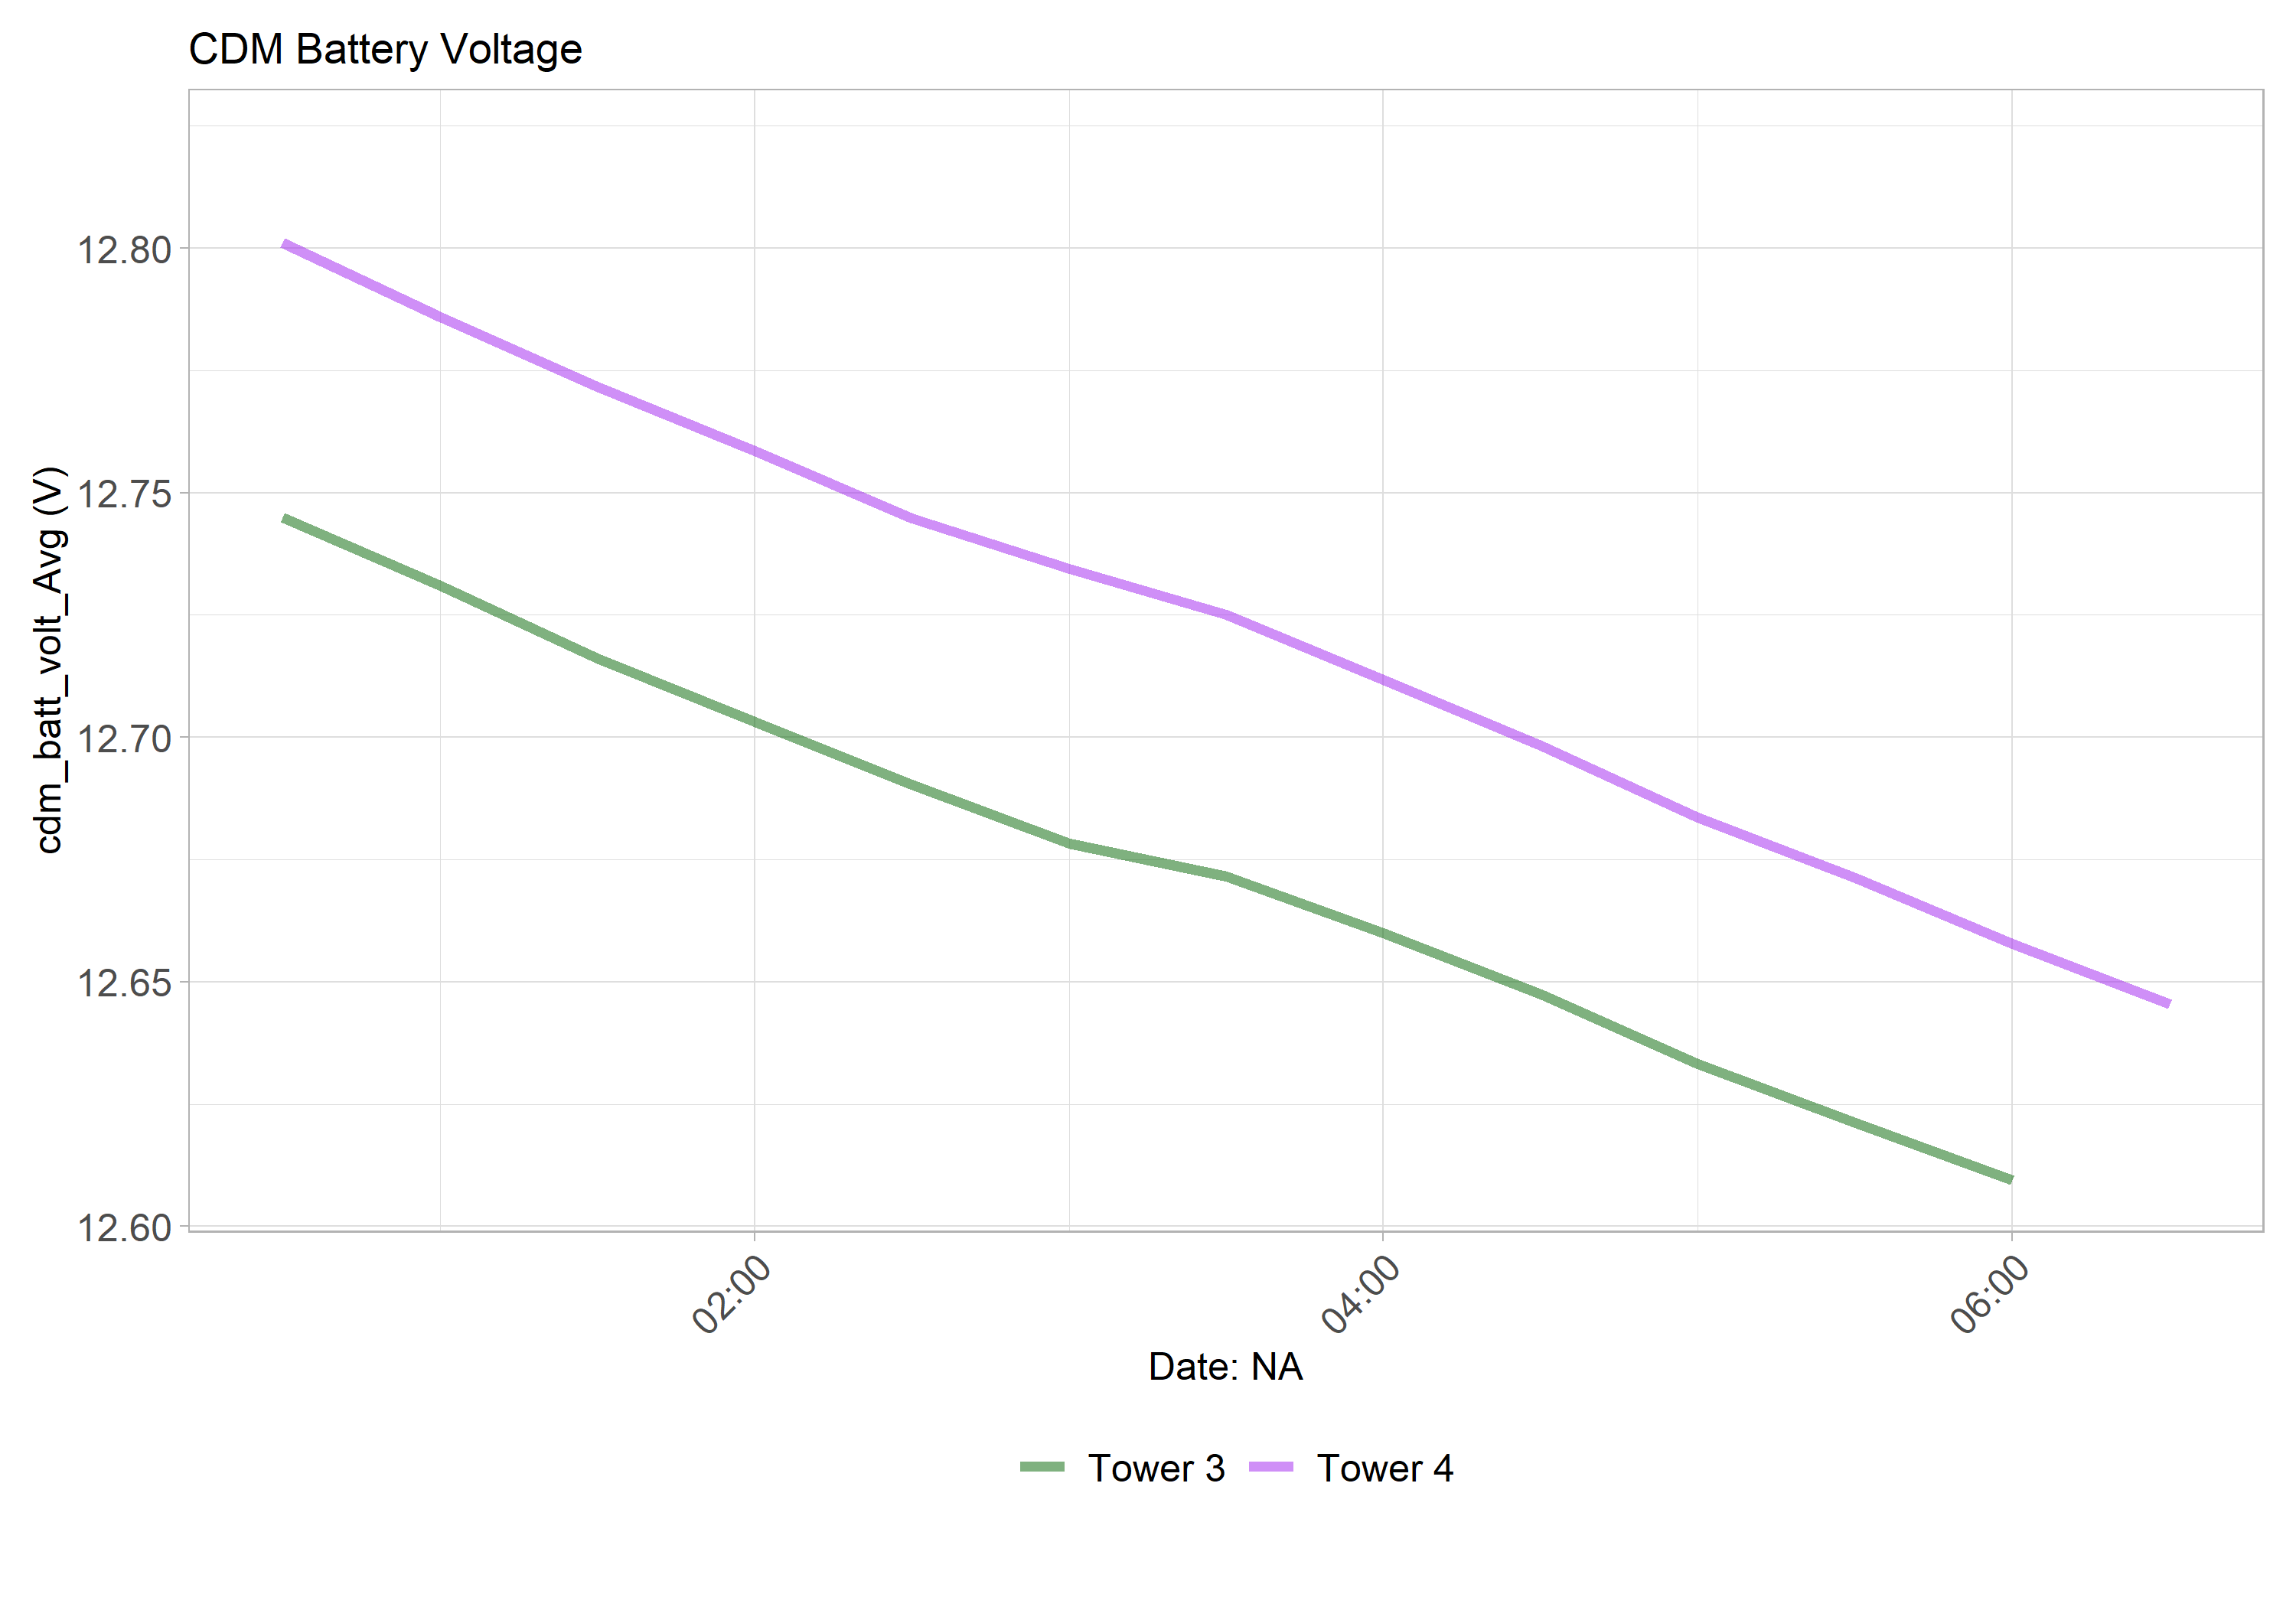 CDM Battery Voltage
cdm_batt_volt_Avg (V)
12.80
12.75
12.70
12.65
12.60
02:00
04:00
06:00
Date: NA
Tower 3
Tower 4